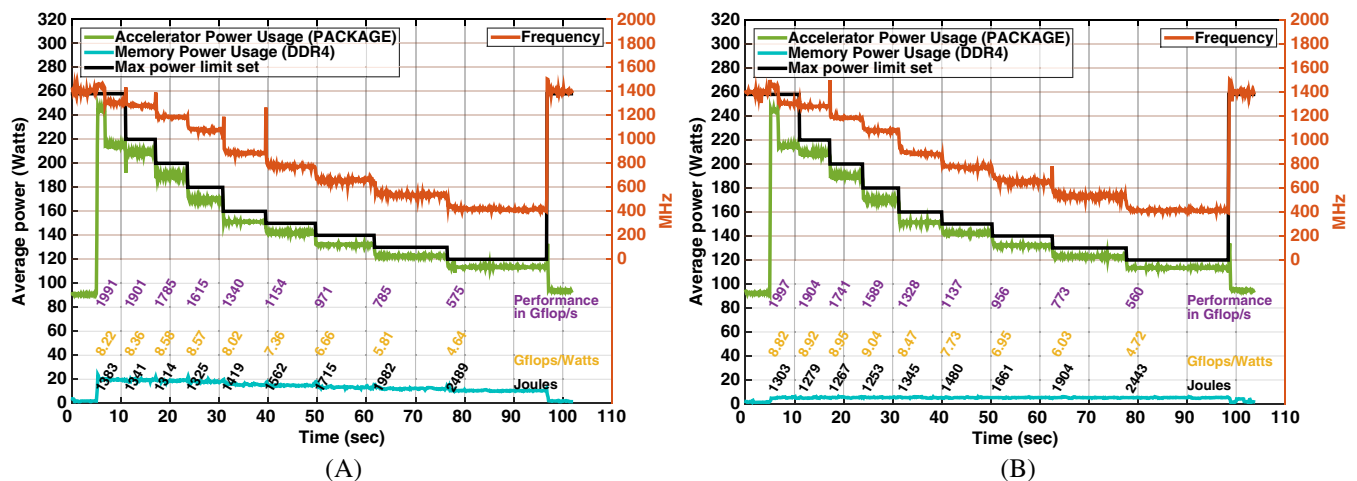 Accelerator Power Usage (PACKAGE)
Memory Power Usage (DDR4)
Max power limit set
Frequency
320
300
280
260
240
220
200
180
160
140
120
100
80
60
40
20
0
Average power (Watts)
2000
1800
1600
1400
1200
1000
800
600
400
200
0
MHz
1991 1901 1785 1615 1340 1154 971 785 575
Performance
in Gflop/s
8.22 8.36 8.58 8.57 8.02 7.36 6.66 5.81 4.64
Gflops/Watts
1383 1341 1314 1325 1419 1562 1715 1982 2489
Joules
0 10 20 30 40 50 60 70 80 90 100 110
Time (sec)
(A)
Accelerator Power Usage (PACKAGE)
Memory Power Usage (DDR4)
Max power limit set
Frequency
320
300
280
260
240
220
200
180
160
140
120
100
80
60
40
20
0
Average power (Watts)
2000
1800
1600
1400
1200
1000
800
600
400
200
0
MHz
1997 1904 1741 1589 1328 1137 956 773 560
Performance
in Gflop/s
8.82 8.92 8.95 9.04 8.47 7.73 6.95 6.03 4.72
Gflops/Watts
1303 1279 1267 1253 1345 1480 1661 1904 2443
Joules
0 10 20 30 40 50 60 70 80 90 100 110
Time (sec)
(B)